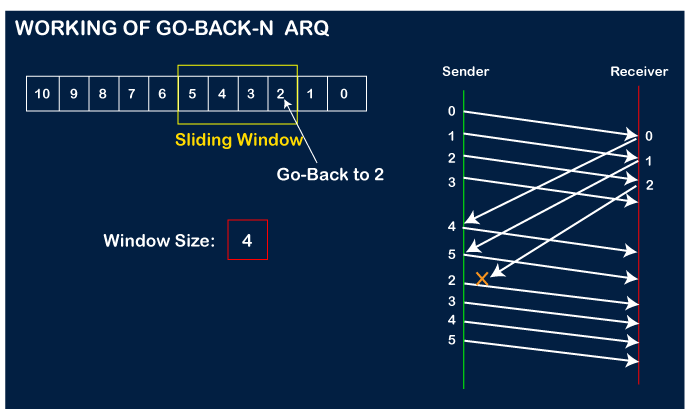 WORKING OF GO-BACK-N ARQ
10 9 8 7 6 5 4 3 2 1 0
Sliding Window
Go-Back to 2
Window Size: 4
Sender Receiver
0
0
1
1
2
2
3
4
5
2
X
3
4
5